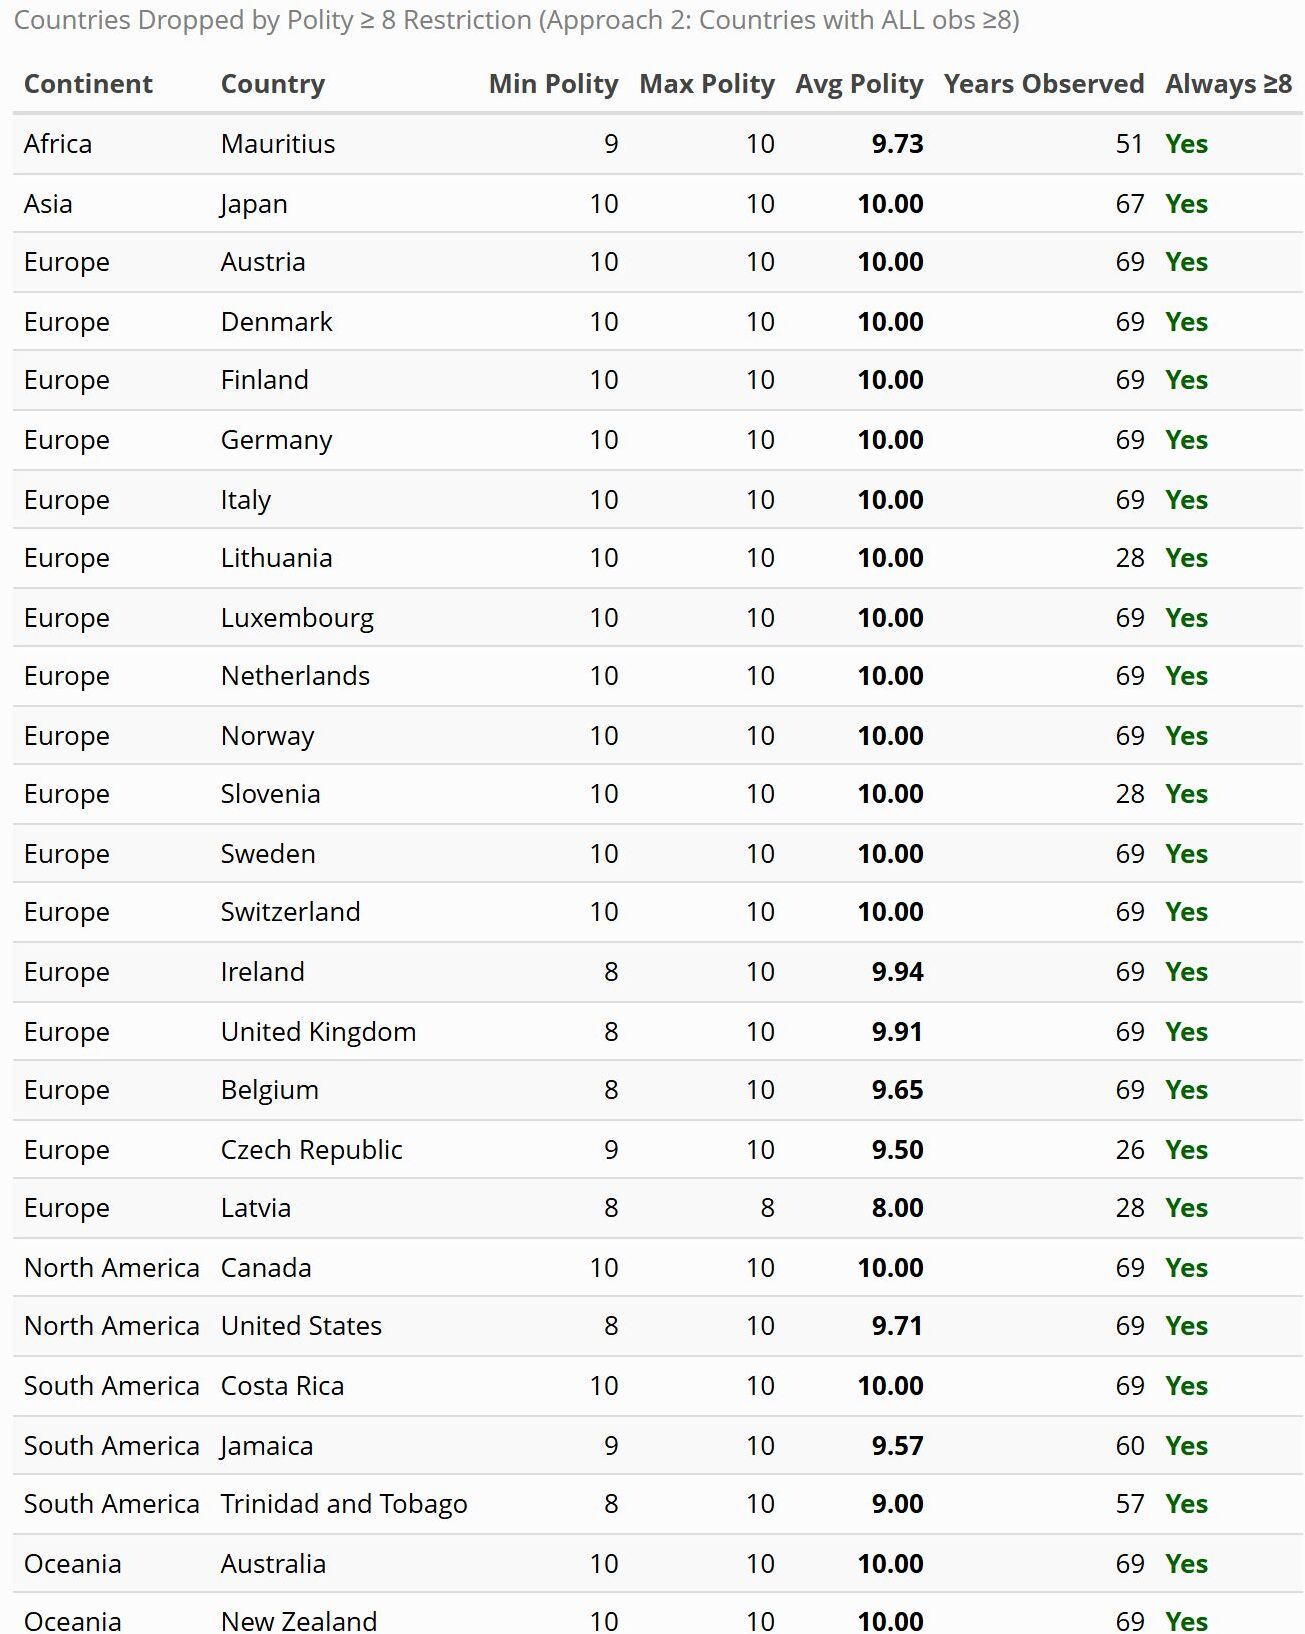 Countries Dropped by Polity ≥ 8 Restriction (Approach 2: Countries with ALL obs ≥8)
Continent Country Min Polity Max Polity Avg Polity Years Observed Always ≥8
Africa Mauritius 9 10 9.73 51 Yes
Asia Japan 10 10 10.00 67 Yes
Europe Austria 10 10 10.00 69 Yes
Europe Denmark 10 10 10.00 69 Yes
Europe Finland 10 10 10.00 69 Yes
Europe Germany 10 10 10.00 69 Yes
Europe Italy 10 10 10.00 69 Yes
Europe Lithuania 10 10 10.00 28 Yes
Europe Luxembourg 10 10 10.00 69 Yes
Europe Netherlands 10 10 10.00 69 Yes
Europe Norway 10 10 10.00 69 Yes
Europe Slovenia 10 10 10.00 28 Yes
Europe Sweden 10 10 10.00 69 Yes
Europe Switzerland 10 10 10.00 69 Yes
Europe Ireland 8 10 9.94 69 Yes
Europe United Kingdom 8 10 9.91 69 Yes
Europe Belgium 8 10 9.65 69 Yes
Europe Czech Republic 9 10 9.50 26 Yes
Europe Latvia 8 8 8.00 28 Yes
North America Canada 10 10 10.00 69 Yes
North America United States 8 10 9.71 69 Yes
South America Costa Rica 10 10 10.00 69 Yes
South America Jamaica 9 10 9.57 60 Yes
South America Trinidad and Tobago 8 10 9.00 57 Yes
Oceania Australia 10 10 10.00 69 Yes
Oceania New Zealand 10 10 10.00 69 Yes